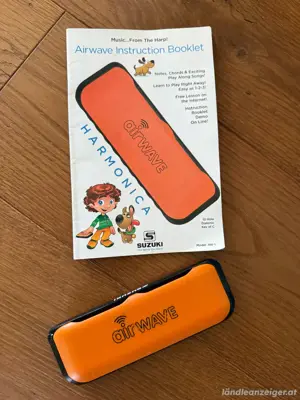 Music...From The Harp!
Airwave Instruction Booklet
Notes, Chords & Exciting
Play Along Songs!
Learn to Play Right Away!
Easy as 1-2-3!
Free Lesson on
the Internet!
Instruction
Booklet
Demo
On Line!
airWAVE
HARMONICA
S
SUZUKI
airWAVE
ländleanzeiger.at